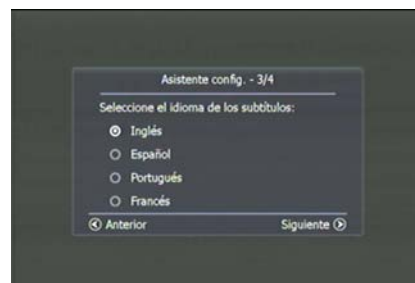 Asistente config. - 3/4
Seleccione el idioma de los subtítulos:
Inglés
Español
Portugués
Francés
Anterior
Siguiente